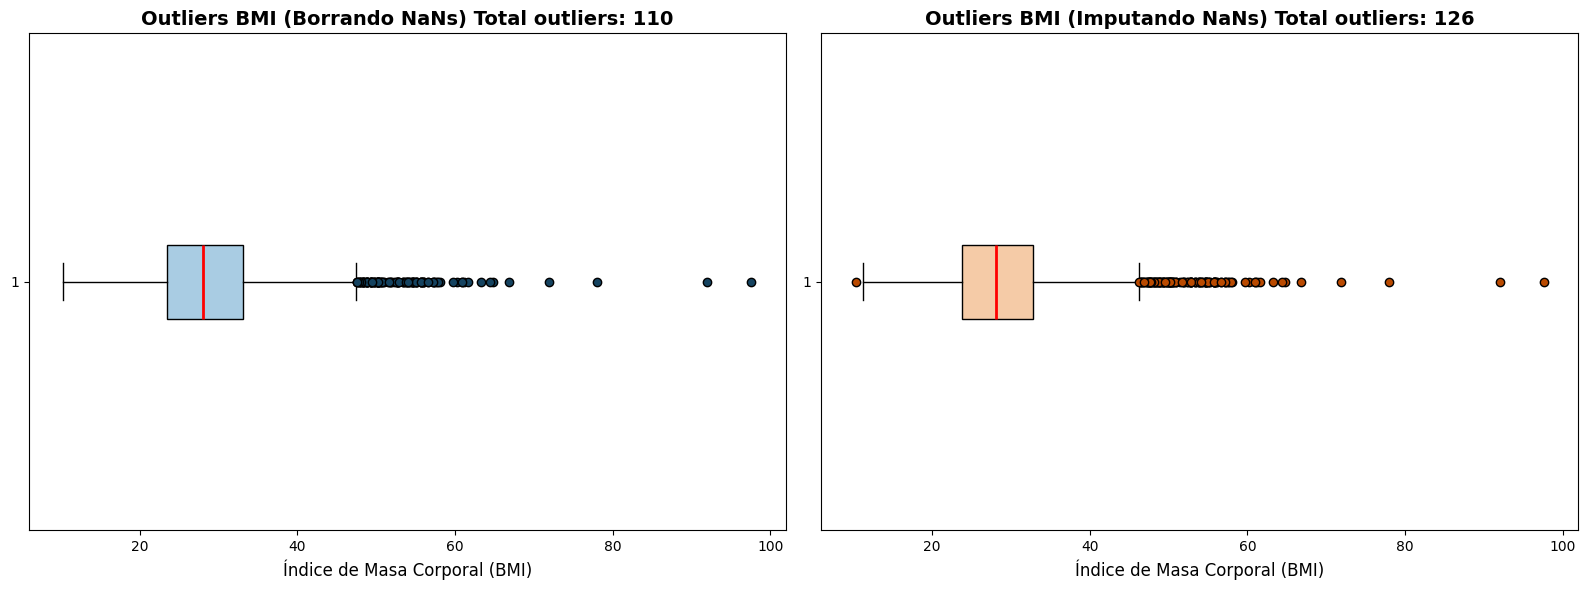 Outliers BMI (Borrando NaNs) Total outliers: 110
1
20 40 60 80 100
Índice de Masa Corporal (BMI)
Outliers BMI (Imputando NaNs) Total outliers: 126
1
20 40 60 80 100
Índice de Masa Corporal (BMI)